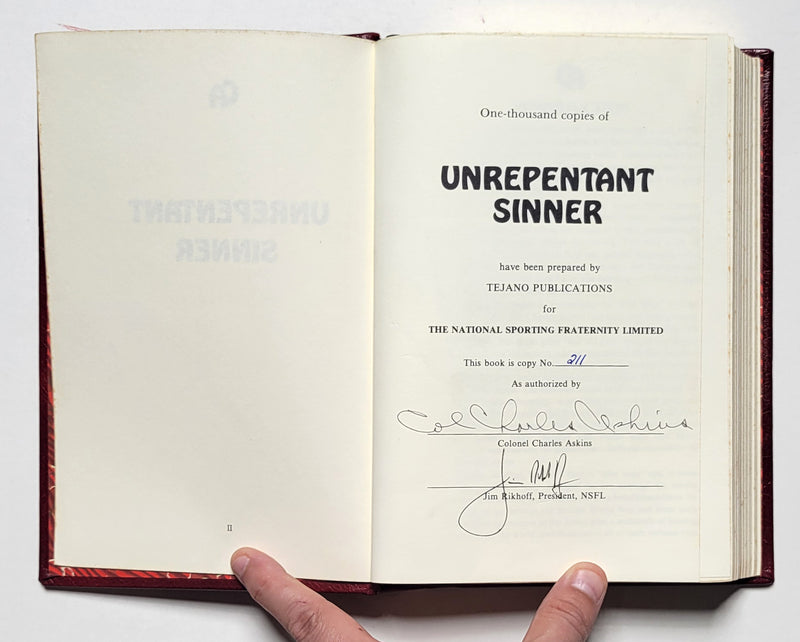 II
One-thousand copies of
UNREPENTANT
SINNER
have been prepared by
TEJANO PUBLICATIONS
for
THE NATIONAL SPORTING FRATERNITY LIMITED
This book is copy No. 211
As authorized by
Col Charles Askins
Colonel Charles Askins
Jim Rikhoff
Jim Rikhoff, President, NSFL